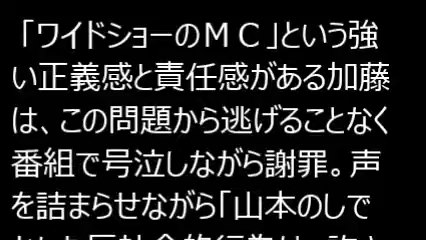 「ワイドショーのＭＣ」という強
い正義感と責任感がある加藤
は、この問題から逃げることなく
番組で号泣しながら謝罪。声
を詰まらせながら「山本のしで